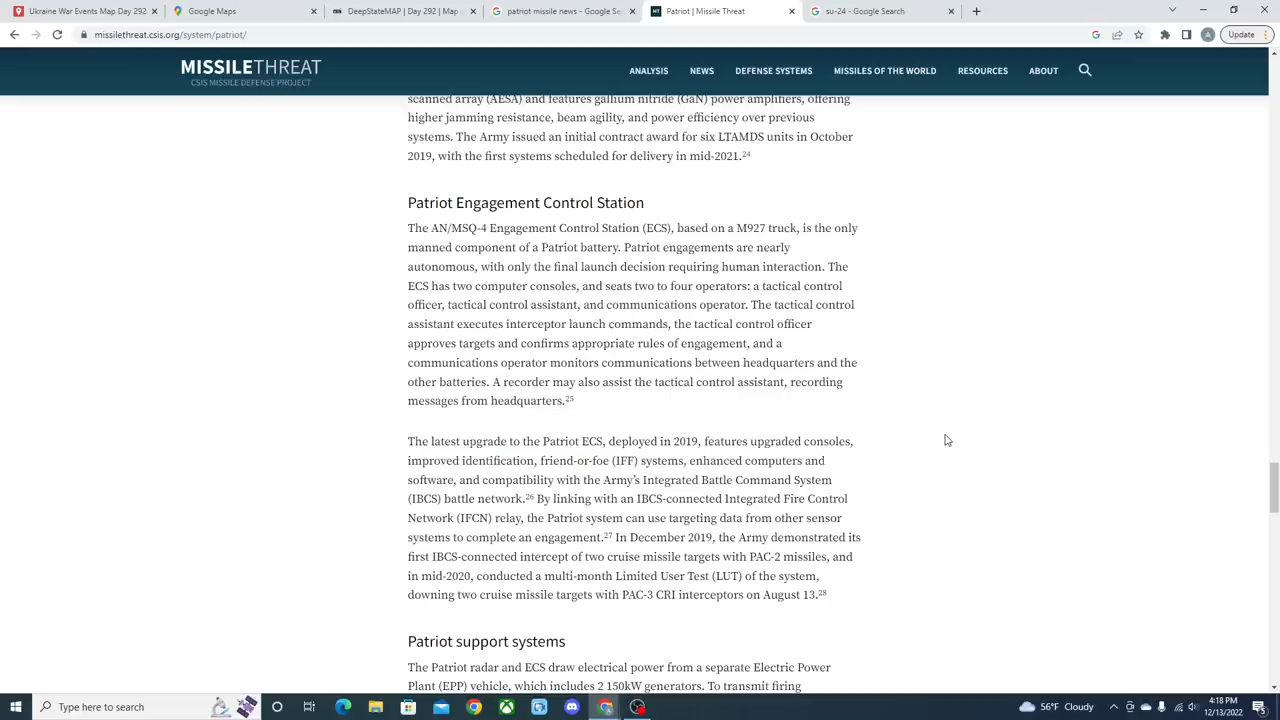 Ukraine War Events Map Day 292
Google Maps
DeepStateMAP | Day 292 | Map
patriot missile news - Google Se
Patriot | Missile Threat
su-24 - Google Search
missilethreat.csis.org/system/patriot/
A
Update
MISSILETHREAT
CSIS MISSILE DEFENSE PROJECT
ANALYSIS NEWS DEFENSE SYSTEMS MISSILES OF THE WORLD RESOURCES ABOUT
scanned array (AESA) and features gallium nitride (GaN) power amplifiers, offering
higher jamming resistance, beam agility, and power efficiency over previous
systems. The Army issued an initial contract award for six LTAMDS units in October
2019, with the first systems scheduled for delivery in mid-2021.24
Patriot Engagement Control Station
The AN/MSQ-4 Engagement Control Station (ECS), based on a M927 truck, is the only
manned component of a Patriot battery. Patriot engagements are nearly
autonomous, with only the final launch decision requiring human interaction. The
ECS has two computer consoles, and seats two to four operators: a tactical control
officer, tactical control assistant, and communications operator. The tactical control
assistant executes interceptor launch commands, the tactical control officer
approves targets and confirms appropriate rules of engagement, and a
communications operator monitors communications between headquarters and the
other batteries. A recorder may also assist the tactical control assistant, recording
messages from headquarters.25
The latest upgrade to the Patriot ECS, deployed in 2019, features upgraded consoles,
improved identification, friend-or-foe (IFF) systems, enhanced computers and
software, and compatibility with the Army's Integrated Battle Command System
(IBCS) battle network.26 By linking with an IBCS-connected Integrated Fire Control
Network (IFCN) relay, the Patriot system can use targeting data from other sensor
systems to complete an engagement.27 In December 2019, the Army demonstrated its
first IBCS-connected intercept of two cruise missile targets with PAC-2 missiles, and
in mid-2020, conducted a multi-month Limited User Test (LUT) of the system,
downing two cruise missile targets with PAC-3 CRI interceptors on August 13.28
Patriot support systems
The Patriot radar and ECS draw electrical power from a separate Electric Power
Plant (EPP) vehicle, which includes 2 150kW generators. To transmit firing
Type here to search
56°F Cloudy
4:18 PM
12/13/2022